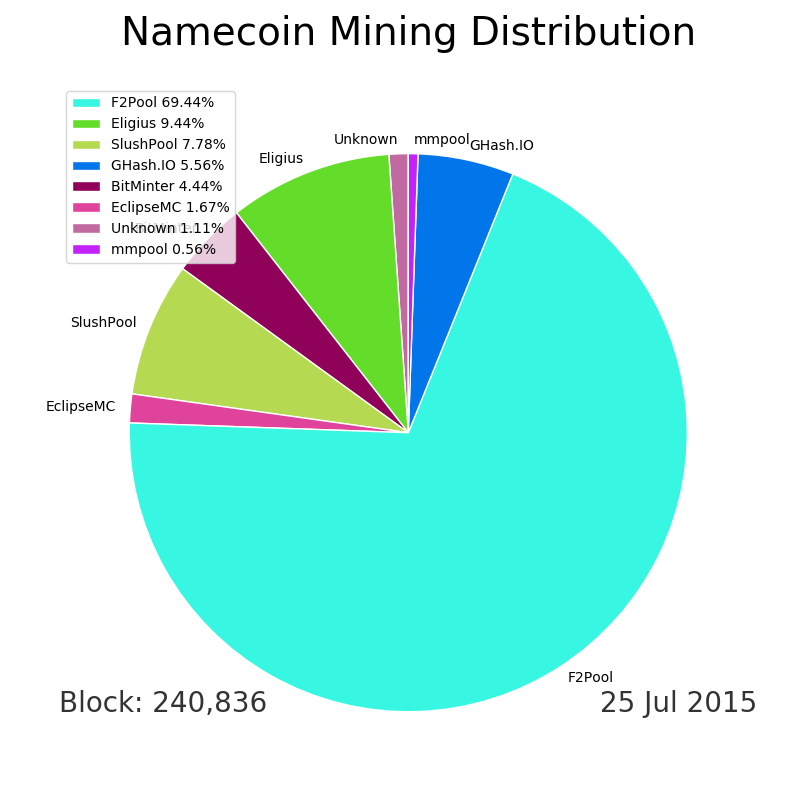 Namecoin Mining Distribution
F2Pool 69.44%
Eligius 9.44%
SlushPool 7.78%
GHash.IO 5.56%
BitMinter 4.44%
EclipseMC 1.67%
Unknown 1.11%
mmpool 0.56%
Unknown
mmpool
GHash.IO
Eligius
SlushPool
EclipseMC
F2Pool
Block: 240,836
25 Jul 2015